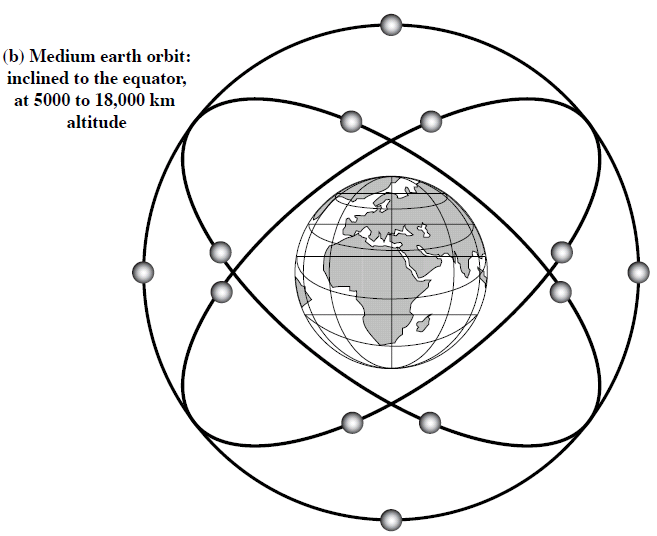 (b) Medium earth orbit:
inclined to the equator,
at 5000 to 18,000 km
altitude